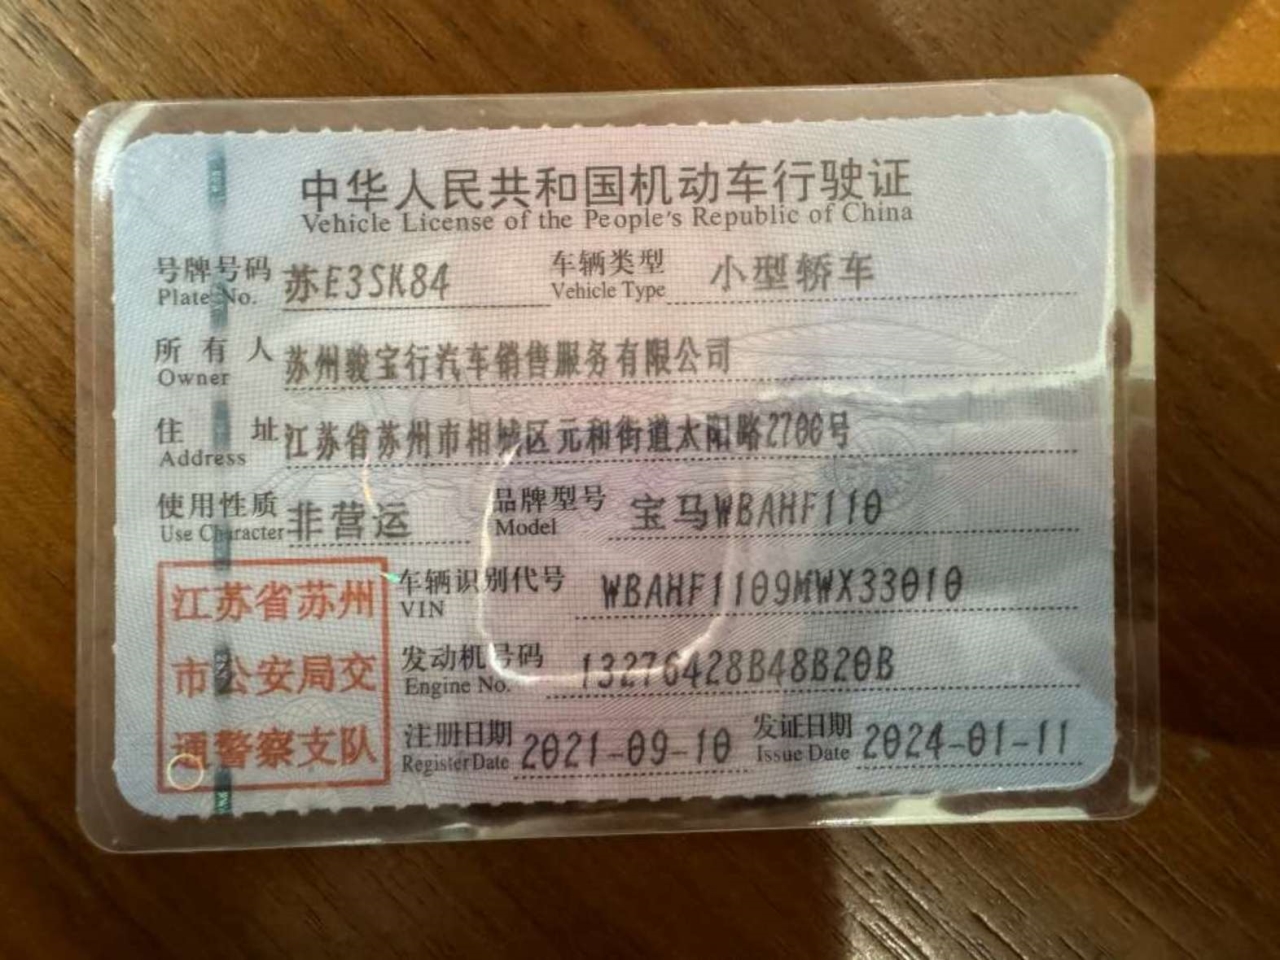 中华人民共和国机动车行驶证
Vehicle License of the People's Republic of China
号牌号码 苏E3SK84 车辆类型 小型轿车
Plate No. Vehicle Type
所有人 苏州骏宝行汽车销售服务有限公司
Owner
住址 江苏省苏州市相城区元和街道太阳路2700号
Address
使用性质 非营运 品牌型号 宝马WBAHF110
Use Character Model
江苏省苏州 车辆识别代号 WBAHF1109MWX33010
VIN
市公安局交 发动机号码 13276428B48B20B
Engine No.
通警察支队 注册日期 2021-09-10 发证日期 2024-01-11
Register Date Issue Date